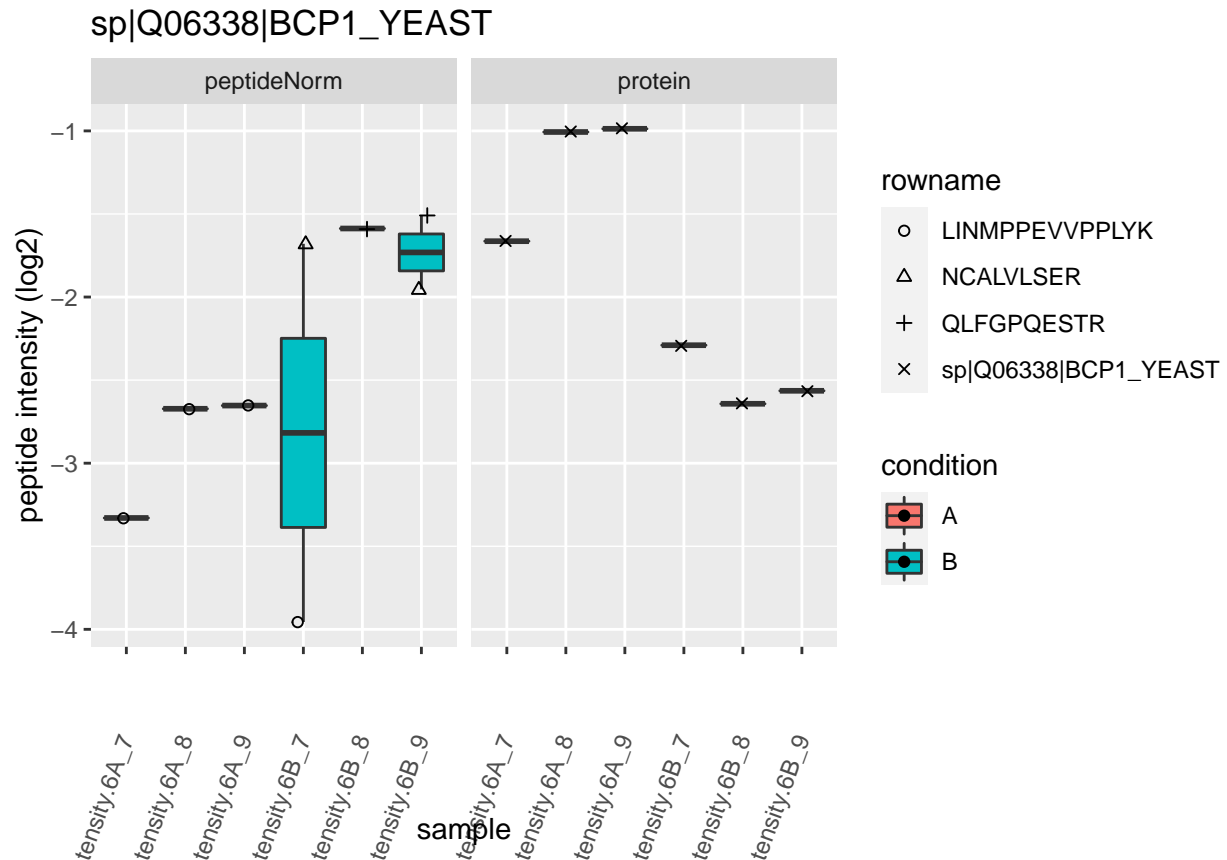 sp|Q06338|BCP1_YEAST
peptideNorm
protein
peptide intensity (log2)
−1
−2
−3
−4
tensity.6A_7
tensity.6A_8
tensity.6A_9
tensity.6B_7
tensity.6B_8
tensity.6B_9
tensity.6A_7
tensity.6A_8
tensity.6A_9
tensity.6B_7
tensity.6B_8
tensity.6B_9
sample
rowname
LINMPPEVVPPLYK
NCALVLSER
QLFGPQESTR
sp|Q06338|BCP1_YEAST
condition
A
B